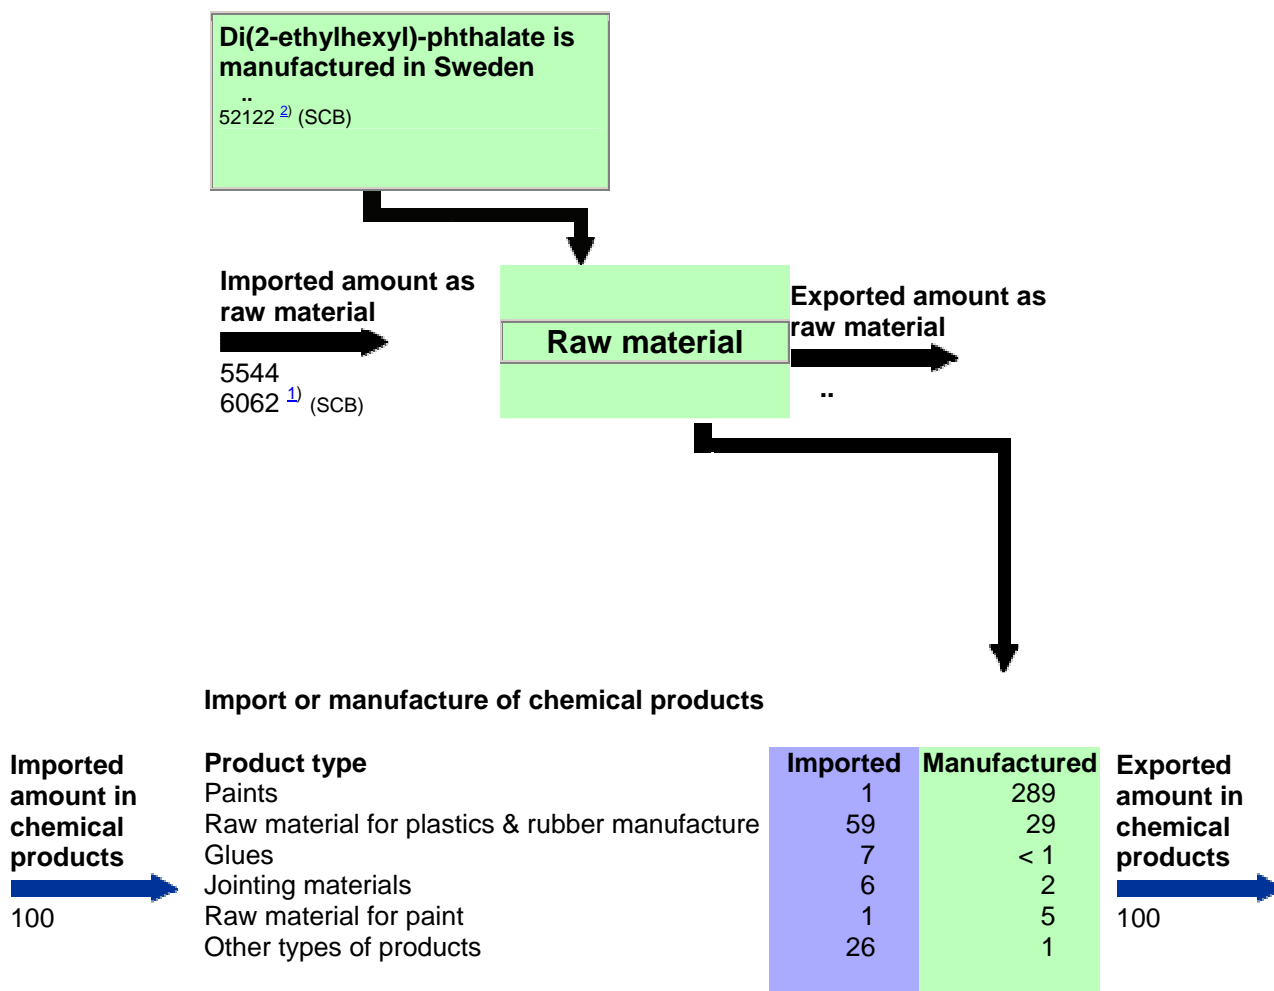 Di(2-ethylhexyl)-phthalate is
manufactured in Sweden
..
52122 2) (SCB)
Imported amount as
raw material
5544
6062 1) (SCB)
Raw material
Exported amount as
raw material
..
Import or manufacture of chemical products
Imported
amount in
chemical
products
100
Product type Imported Manufactured
Paints 1 289
Raw material for plastics & rubber manufacture 59 29
Glues 7 < 1
Jointing materials 6 2
Raw material for paint 1 5
Other types of products 26 1
Exported
amount in
chemical
products
100